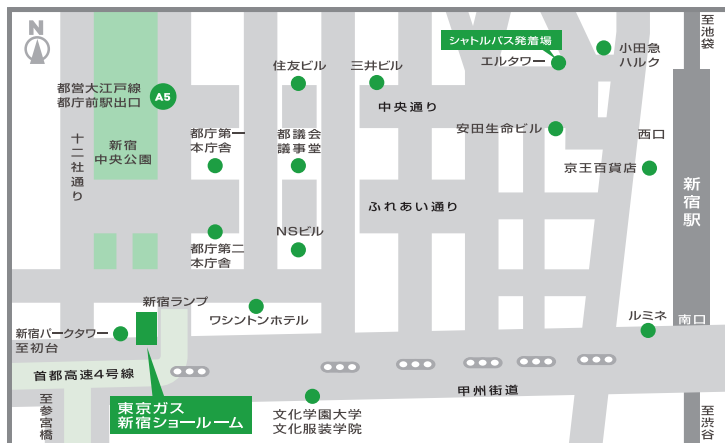 N
至池袋
シャトルバス発着場
小田急
ハルク
住友ビル
三井ビル
エルタワー
都営大江戸線
都庁前駅出口
A5
中央通り
安田生命ビル
西口
十二社通り
新宿
中央公園
都庁第一
本庁舎
都議会
議事堂
京王百貨店
新宿駅
ふれあい通り
NSビル
都庁第二
本庁舎
新宿ランプ
ワシントンホテル
ルミネ
南口
新宿パークタワー
至初台
首都高速4号線
甲州街道
至参宮橋
東京ガス
新宿ショールーム
文化学園大学
文化服装学院
至渋谷